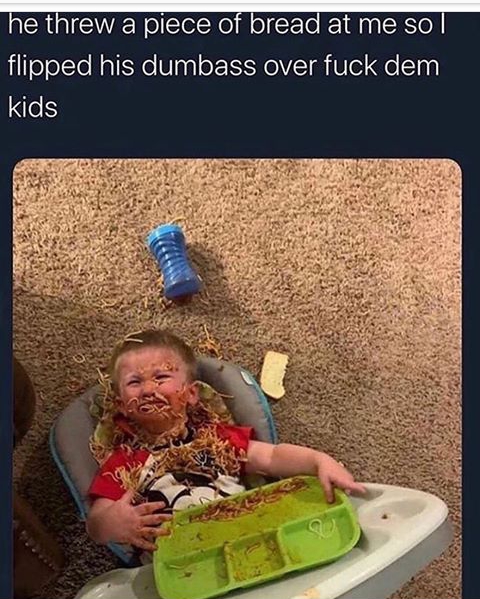 he threw a piece of bread at me so I
flipped his dumbass over fuck dem
kids